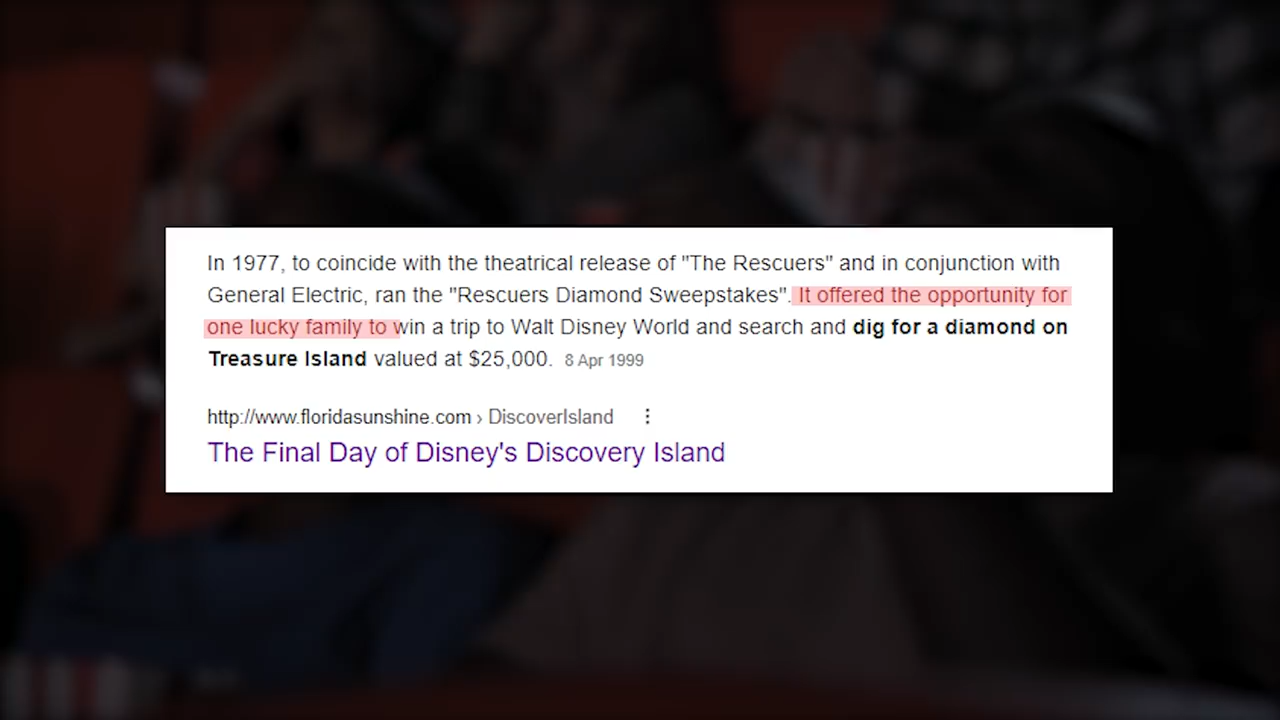 In 1977, to coincide with the theatrical release of "The Rescuers" and in conjunction with
General Electric, ran the "Rescuers Diamond Sweepstakes". It offered the opportunity for
one lucky family to win a trip to Walt Disney World and search and dig for a diamond on
Treasure Island valued at $25,000. 8 Apr 1999
http://www.floridasunshine.com › DiscoverIsland ⋮
The Final Day of Disney's Discovery Island